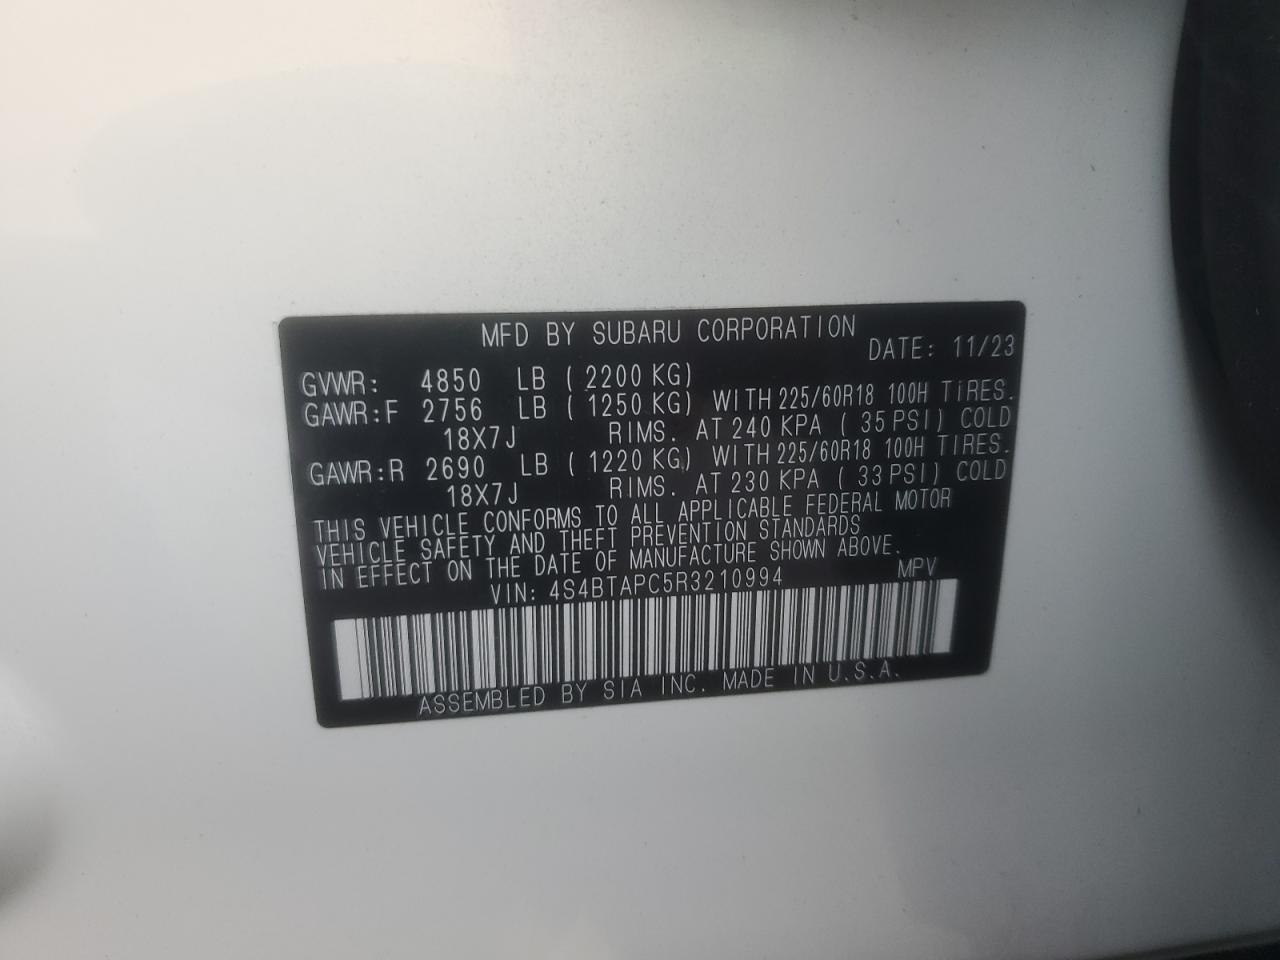 MFD BY SUBARU CORPORATION
DATE: 11/23
GVWR: 4850 LB ( 2200 KG)
GAWR:F 2756 LB ( 1250 KG) WITH 225/60R18 100H TiRES.
18X7J RIMS. AT 240 KPA ( 35 PSI) COLD
GAWR:R 2690 LB ( 1220 KG) WITH 225/60R18 100H TIRES.
18X7J RIMS. AT 230 KPA ( 33 PSI) COLD
THIS VEHICLE CONFORMS TO ALL APPLICABLE FEDERAL MOTOR
VEHICLE SAFETY AND THEFT PREVENTION STANDARDS
IN EFFECT ON THE DATE OF MANUFACTURE SHOWN ABOVE.
VIN: 4S4BTAPC5R3210994 MPV
ASSEMBLED BY SIA INC. MADE IN U.S.A.